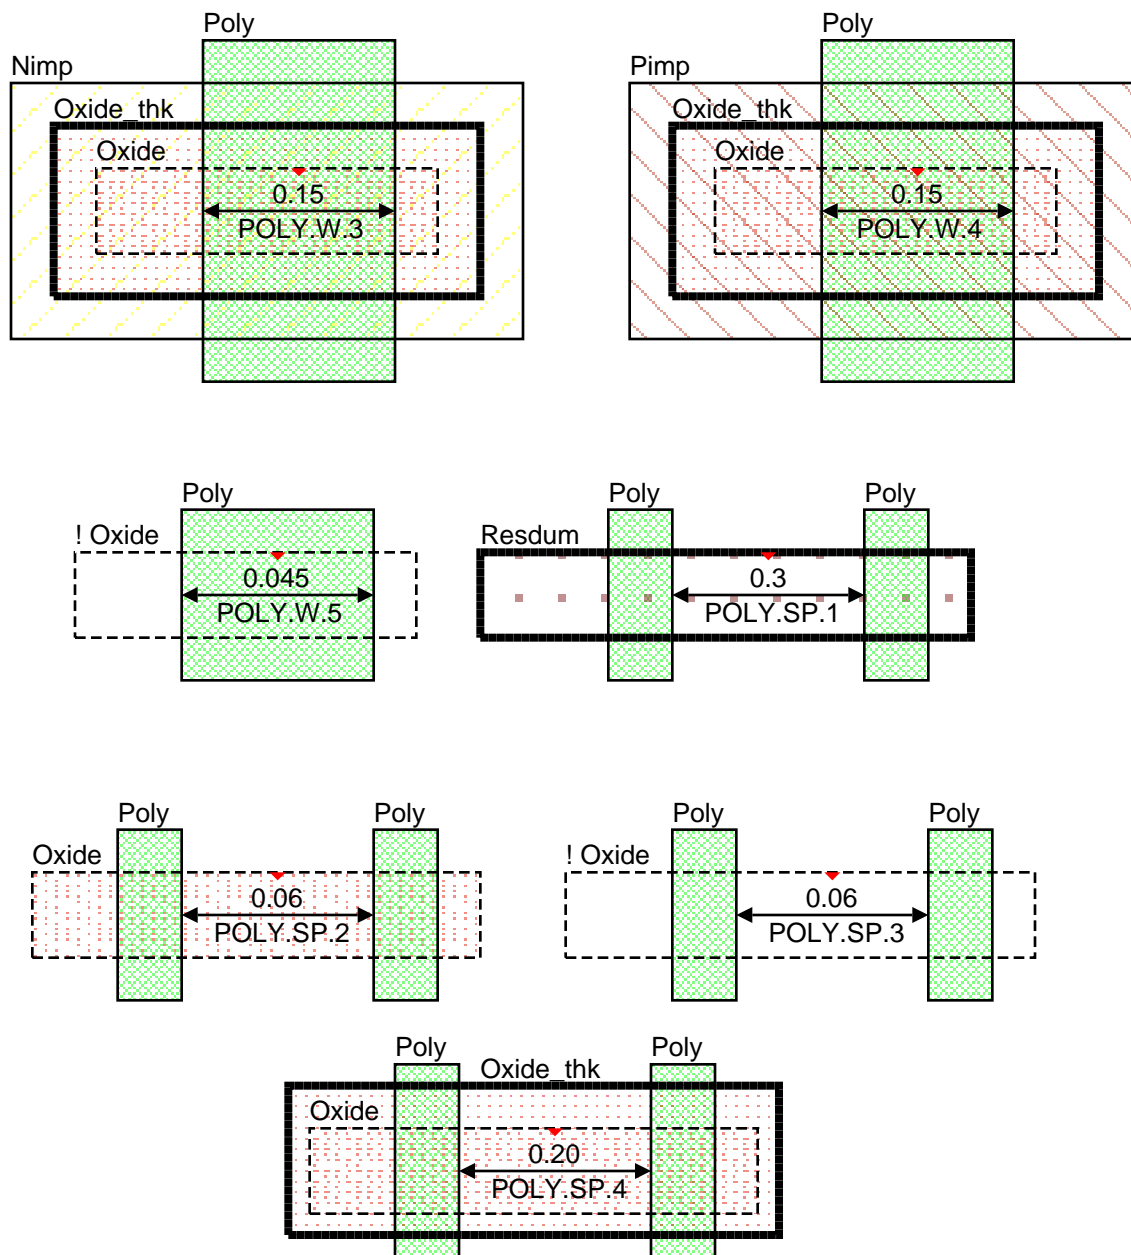 Poly
Nimp
Oxide_thk
Oxide
0.15
POLY.W.3
Poly
Pimp
Oxide_thk
Oxide
0.15
POLY.W.4
Poly
! Oxide
0.045
POLY.W.5
Poly
Poly
Resdum
0.3
POLY.SP.1
Poly
Poly
Oxide
0.06
POLY.SP.2
Poly
Poly
! Oxide
0.06
POLY.SP.3
Poly
Poly
Oxide_thk
Oxide
0.20
POLY.SP.4